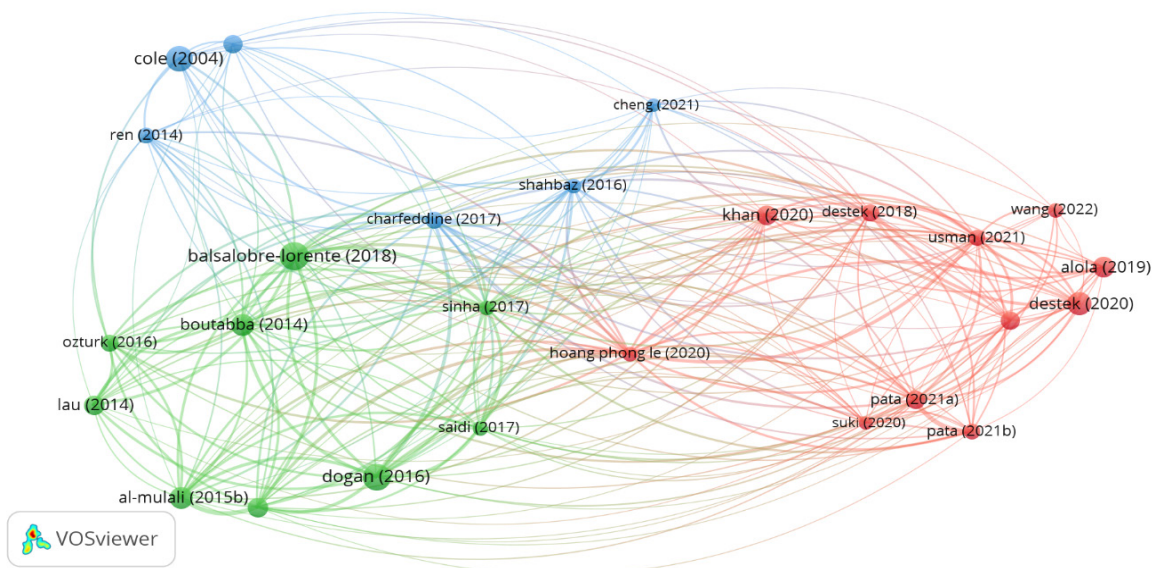 cole (2004)
cheng (2021)
ren (2014)
shahbaz (2016)
wang (2022)
khan (2020)
destek (2018)
charfeddine (2017)
usman (2021)
balsalobre-lorente (2018)
alola (2019)
destek (2020)
sinha (2017)
boutabba (2014)
ozturk (2016)
hoang phong le (2020)
lau (2014)
pata (2021a)
suki (2020)
saidi (2017)
pata (2021b)
dogan (2016)
al-mulali (2015b)
VOSviewer